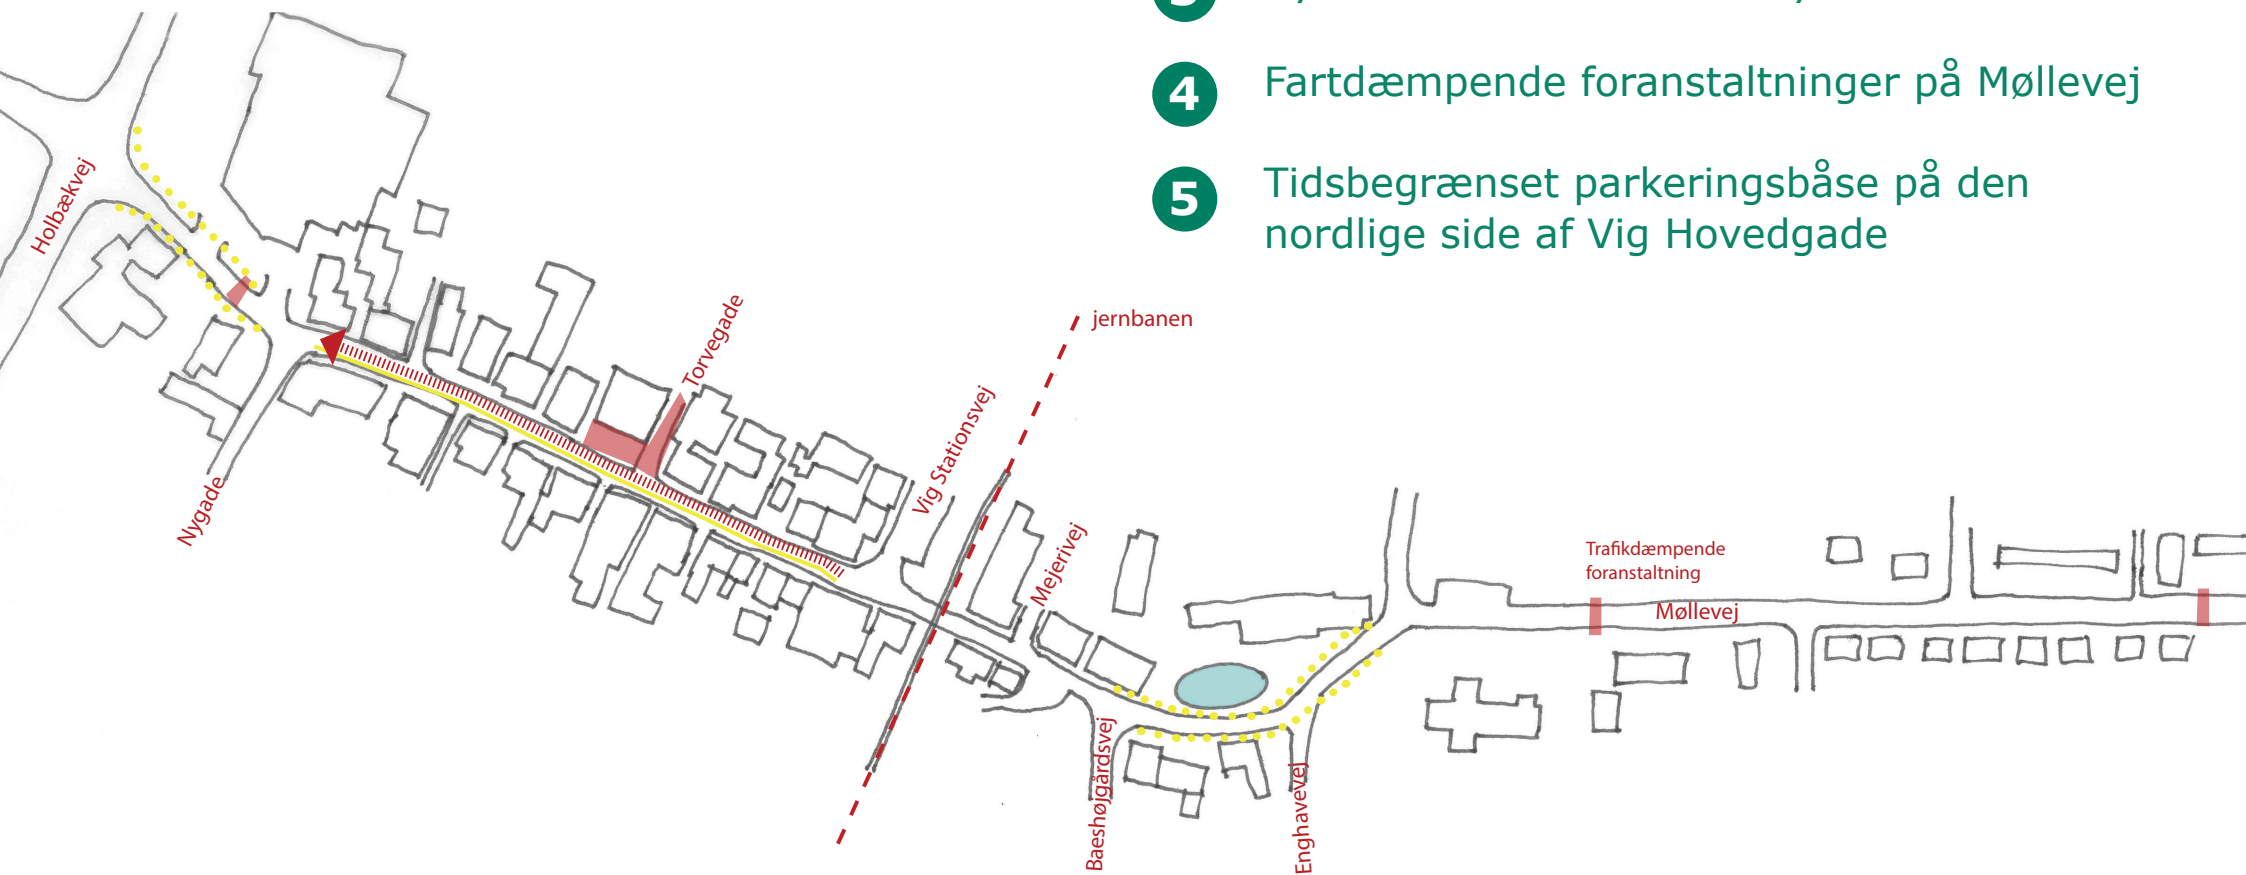 4
Fartdæmpende foranstaltninger på Møllevej
5
Tidsbegrænset parkeringsbåse på den
nordlige side af Vig Hovedgade
Holbækvej
Nygade
Torvegade
jernbanen
Vig Stationsvej
Mejerivej
Baeshøjgårdsvej
Enghavevej
Trafikdæmpende
foranstaltning
Møllevej